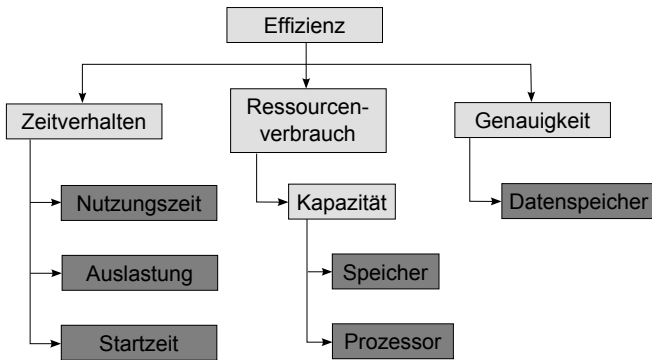 Effizienz
Zeitverhalten
Ressourcen-
verbrauch
Genauigkeit
Nutzungszeit
Kapazität
Datenspeicher
Auslastung
Speicher
Startzeit
Prozessor